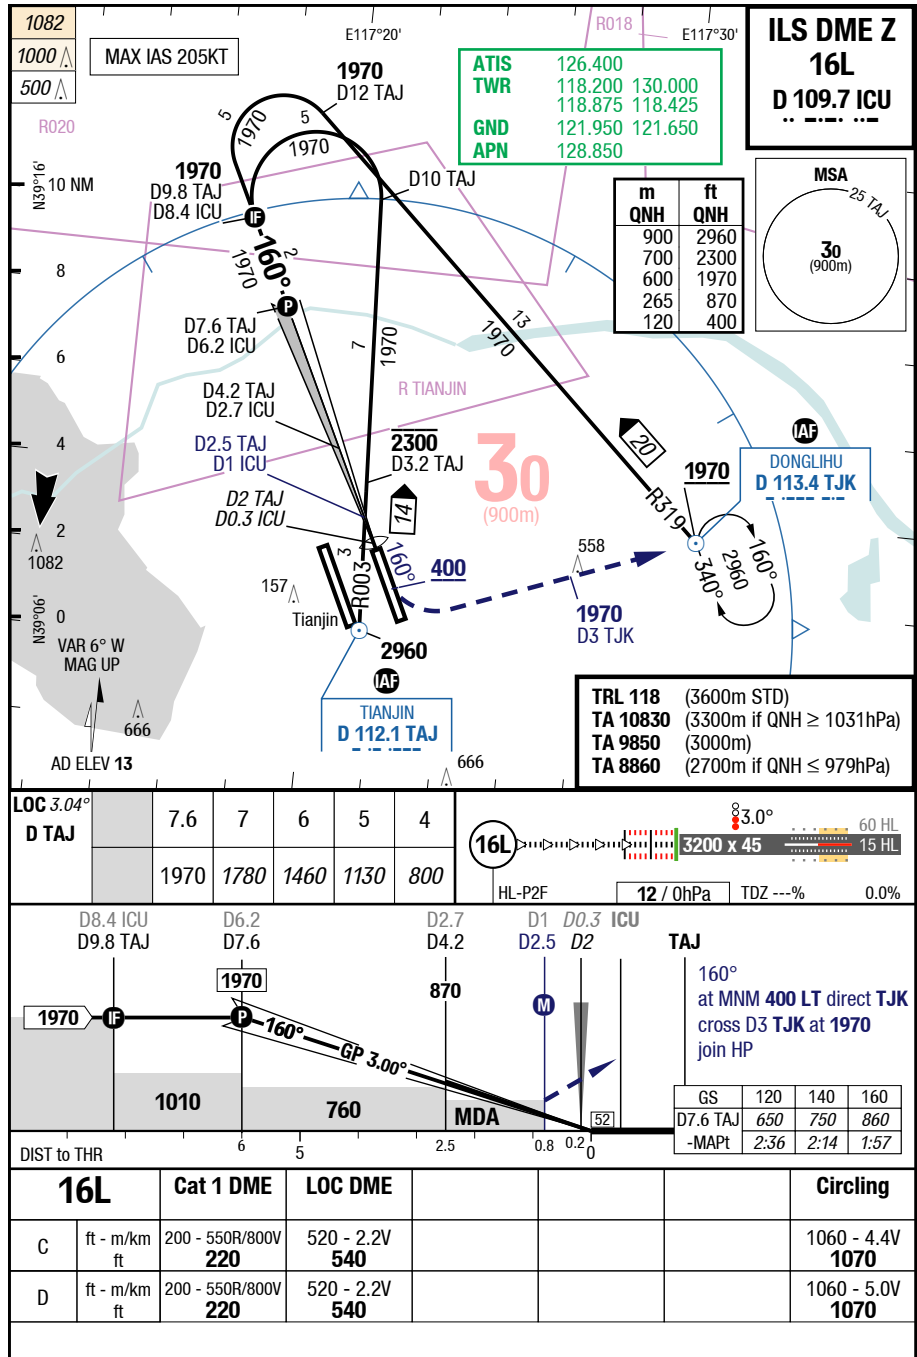 1082
1000
500
MAX IAS 205KT
E117°20'
R018
E117°30'
ILS DME Z
16L
D 109.7 ICU
ATIS 126.400
TWR 118.200 130.000
118.875 118.425
GND 121.950 121.650
APN 128.850
1970
D12 TAJ
R020
5
1970
5
1970
N39°16'
10 NM
1970
D9.8 TAJ
D8.4 ICU
IF
D10 TAJ
m ft
QNH QNH
900 2960
700 2300
600 1970
265 870
120 400
MSA
25 TAJ
30
(900m)
160°
2
1970
8
P
D7.6 TAJ
D6.2 ICU
7
1970
13
1970
6
D4.2 TAJ
D2.7 ICU
R TIANJIN
4
D2.5 TAJ
D1 ICU
2300
D3.2 TAJ
30
(900m)
20
IAF
DONGLIHU
D 113.4 TJK
1970
R319
D2 TAJ
D0.3 ICU
14
2
1082
3
R003
160°
400
558
160°
2960
340°
157
Tianjin
1970
D3 TJK
N39°06'
0
VAR 6° W
MAG UP
2960
IAF
TIANJIN
D 112.1 TAJ
666
AD ELEV 13
666
TRL 118 (3600m STD)
TA 10830 (3300m if QNH ≥ 1031hPa)
TA 9850 (3000m)
TA 8860 (2700m if QNH ≤ 979hPa)
LOC 3.04°
D TAJ
7.6 7 6 5 4
1970 1780 1460 1130 800
16L
HL-P2F
3.0°
3200 x 45
60 HL
15 HL
12 / 0hPa
TDZ ---%
0.0%
D8.4 ICU D6.2 D2.7 D1 D0.3 ICU
D9.8 TAJ D7.6 D4.2 D2.5 D2 TAJ
1970
870
1970
IF
P
M
160°
GP 3.00°
1010
760
MDA
52
160°
at MNM 400 LT direct TJK
cross D3 TJK at 1970
join HP
GS 120 140 160
D7.6 TAJ 650 750 860
-MAPt 2:36 2:14 1:57
DIST to THR
6 5 2.5 0.8 0.2 0
16L Cat 1 DME LOC DME Circling
C ft - m/km 200 - 550R/800V 520 - 2.2V 1060 - 4.4V
ft 220 540 1070
D ft - m/km 200 - 550R/800V 520 - 2.2V 1060 - 5.0V
ft 220 540 1070